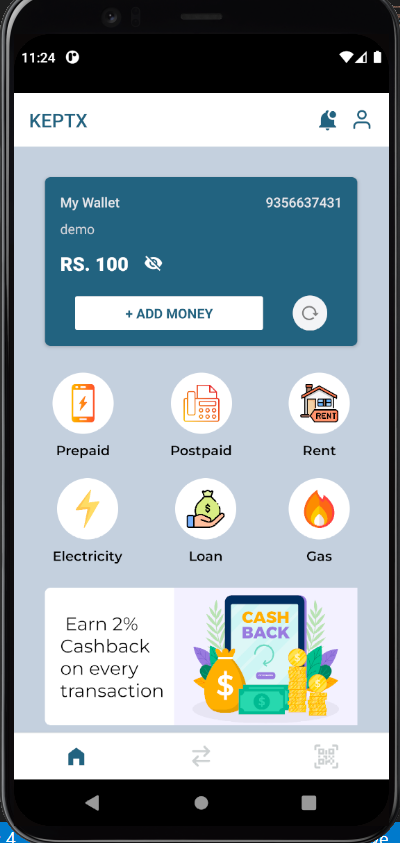 11:24
KEPTX
My Wallet 9356637431
demo
RS. 100
+ ADD MONEY
Prepaid Postpaid Rent
RENT
Electricity Loan Gas
Earn 2%
Cashback
on every
transaction
CASH
BACK
4